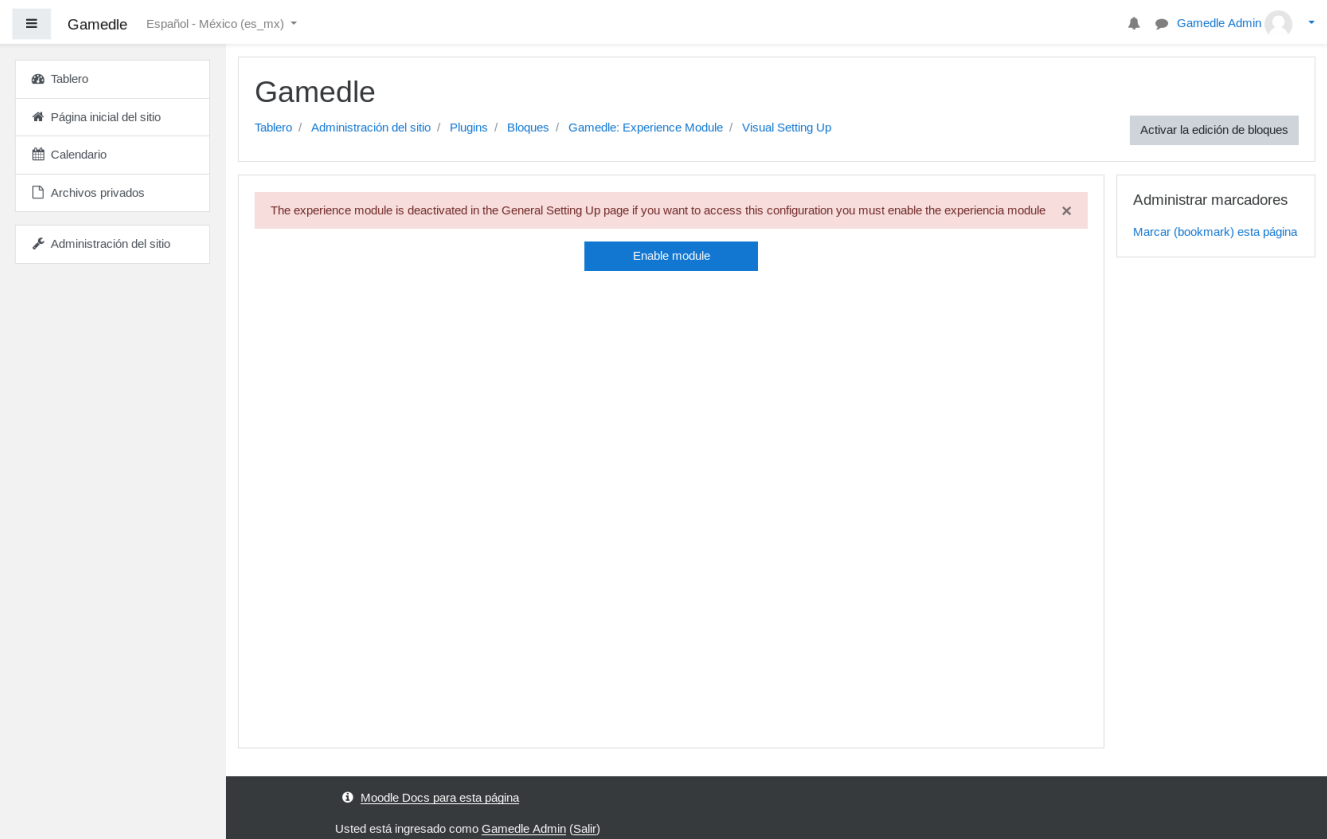 Gamedle
Español - México (es_mx)
Gamedle Admin
Tablero
Página inicial del sitio
Calendario
Archivos privados
Administración del sitio
Gamedle
Tablero / Administración del sitio / Plugins / Bloques / Gamedle: Experience Module / Visual Setting Up
Activar la edición de bloques
The experience module is deactivated in the General Setting Up page if you want to access this configuration you must enable the experiencia module ×
Enable module
Administrar marcadores
Marcar (bookmark) esta página
Moodle Docs para esta página
Usted está ingresado como Gamedle Admin (Salir)